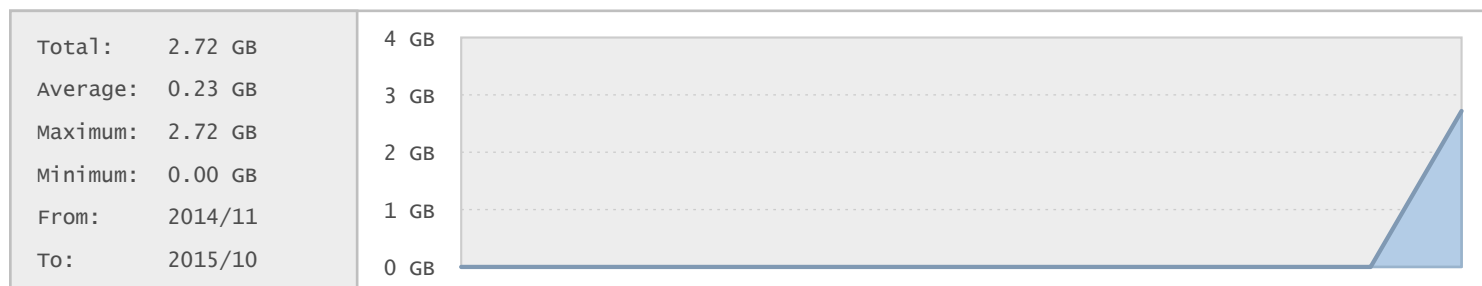 Total: 2.72 GB
Average: 0.23 GB
Maximum: 2.72 GB
Minimum: 0.00 GB
From: 2014/11
To: 2015/10
4 GB
3 GB
2 GB
1 GB
0 GB